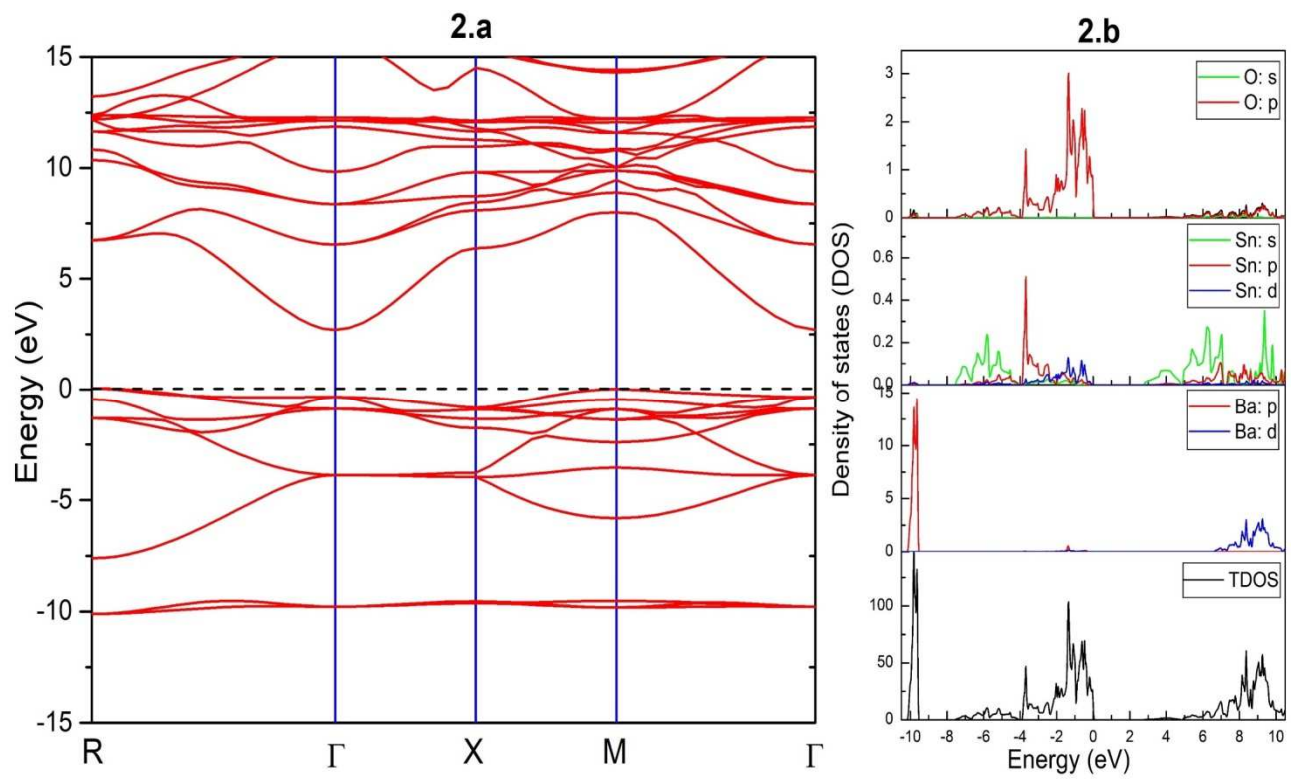 2.a
Energy (eV)
15
10
5
0
-5
-10
-15
R
Γ
X
M
Γ
2.b
Density of states (DOS)
3
2
1
0
O: s
O: p
0.6
0.4
0.2
0.0
Sn: s
Sn: p
Sn: d
15
10
5
0
Ba: p
Ba: d
100
50
0
TDOS
-10 -8 -6 -4 -2 0 2 4 6 8 10
Energy (eV)